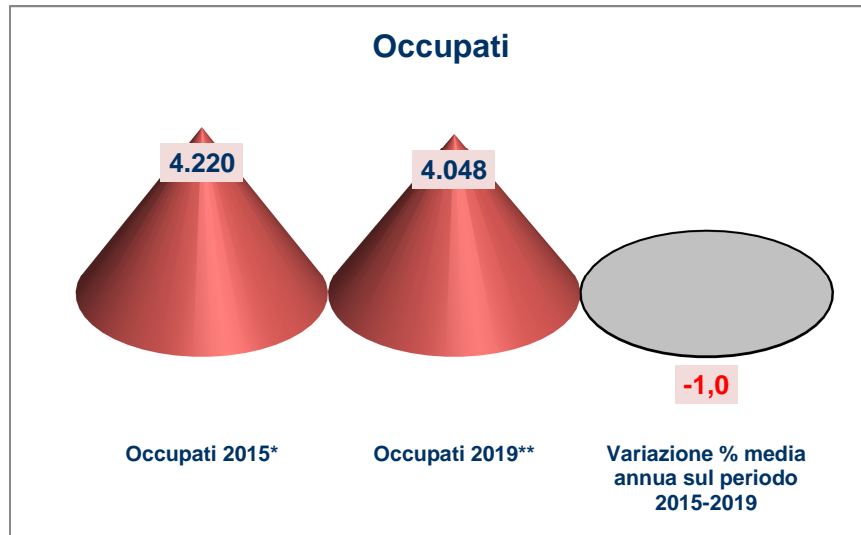 Occupati
4.220
4.048
-1,0
Occupati 2015*
Occupati 2019**
Variazione % media
annua sul periodo
2015-2019